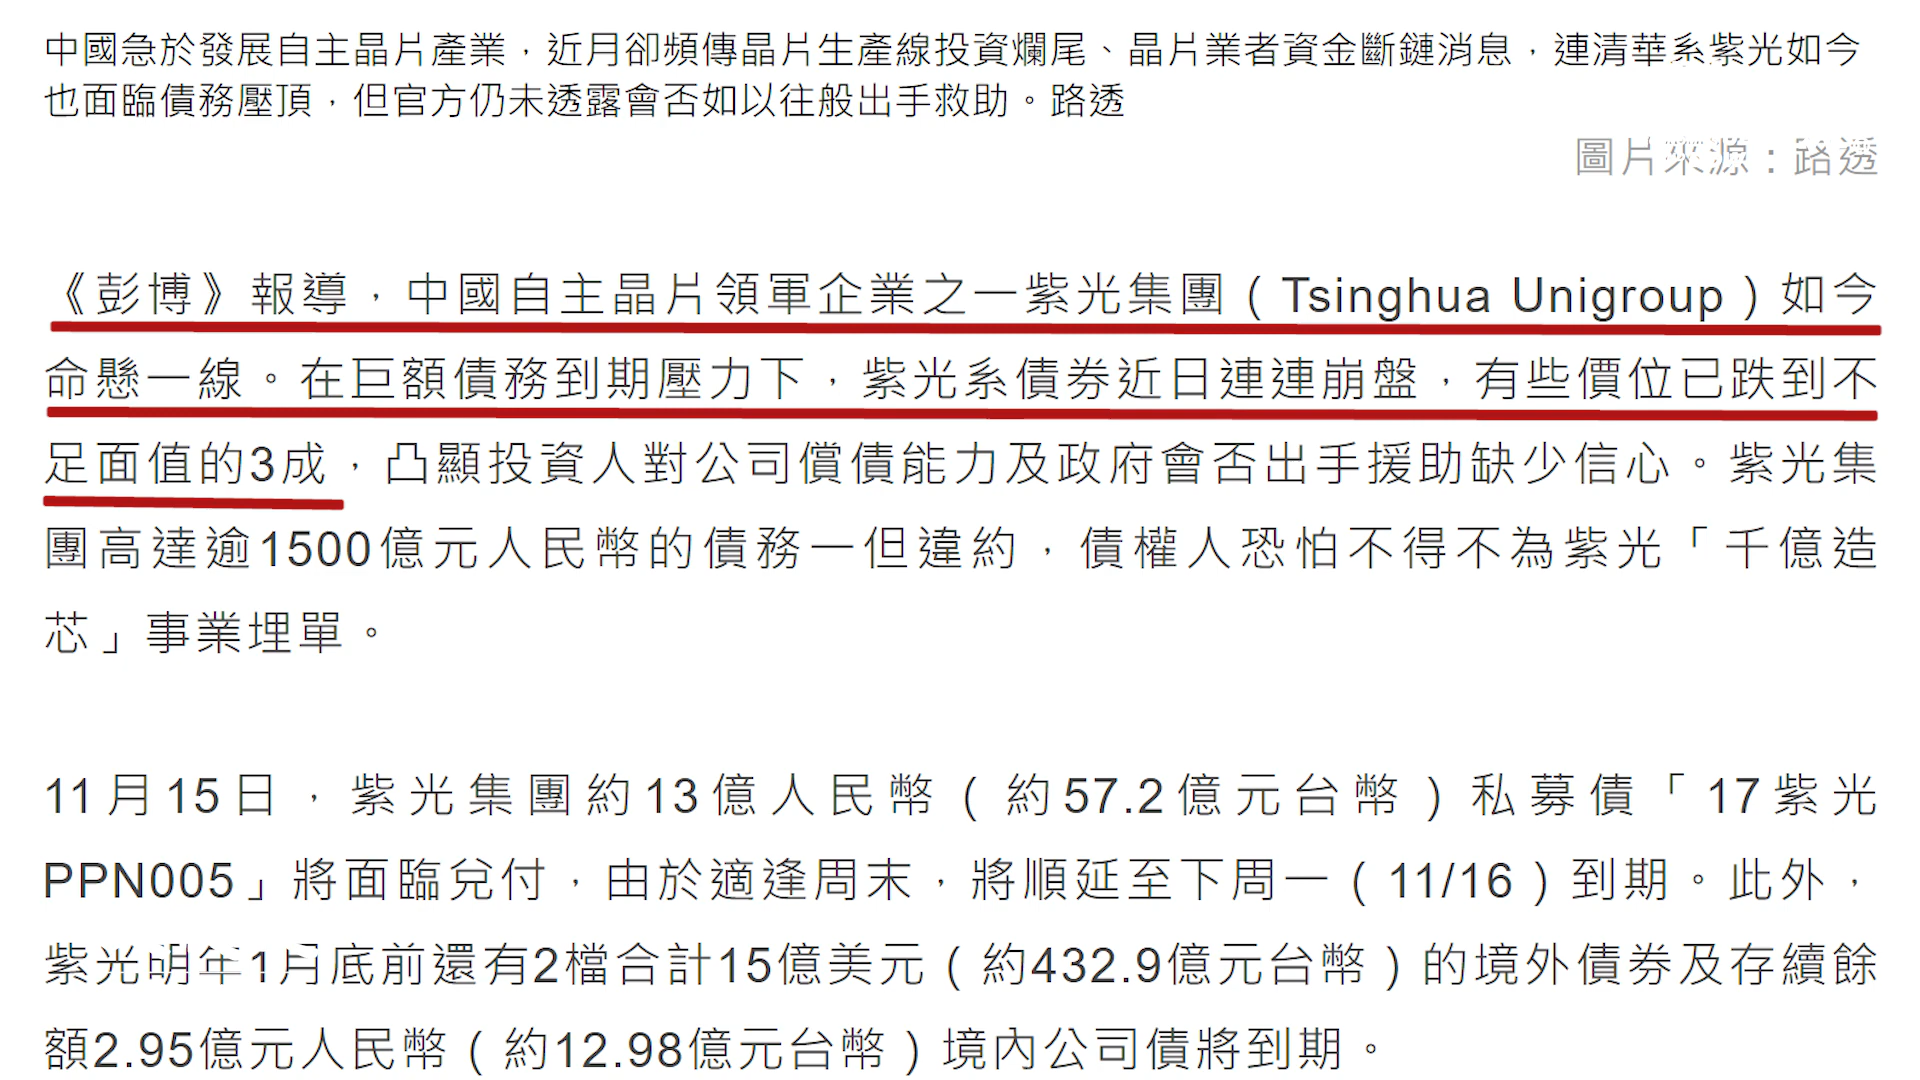 中國急於發展自主晶片產業，近月卻頻傳晶片生產線投資爛尾、晶片業者資金斷鏈消息，連清華系紫光如今
也面臨債務壓頂，但官方仍未透露會否如以往般出手救助。路透
圖片來源：路透
《彭博》報導，中國自主晶片領軍企業之一紫光集團（Tsinghua Unigroup）如今
命懸一線。在巨額債務到期壓力下，紫光系債券近日連連崩盤，有些價位已跌到不
足面值的3成，凸顯投資人對公司償債能力及政府會否出手援助缺少信心。紫光集
團高達逾1500億元人民幣的債務一但違約，債權人恐怕不得不為紫光「千億造
芯」事業埋單。
11月15日，紫光集團約13億人民幣（約57.2億元台幣）私募債「17紫光
PPN005」將面臨兌付，由於適逢周末，將順延至下周一（11/16）到期。此外，
紫光明年1月底前還有2檔合計15億美元（約432.9億元台幣）的境外債券及存續餘
額2.95億元人民幣（約12.98億元台幣）境內公司債將到期。